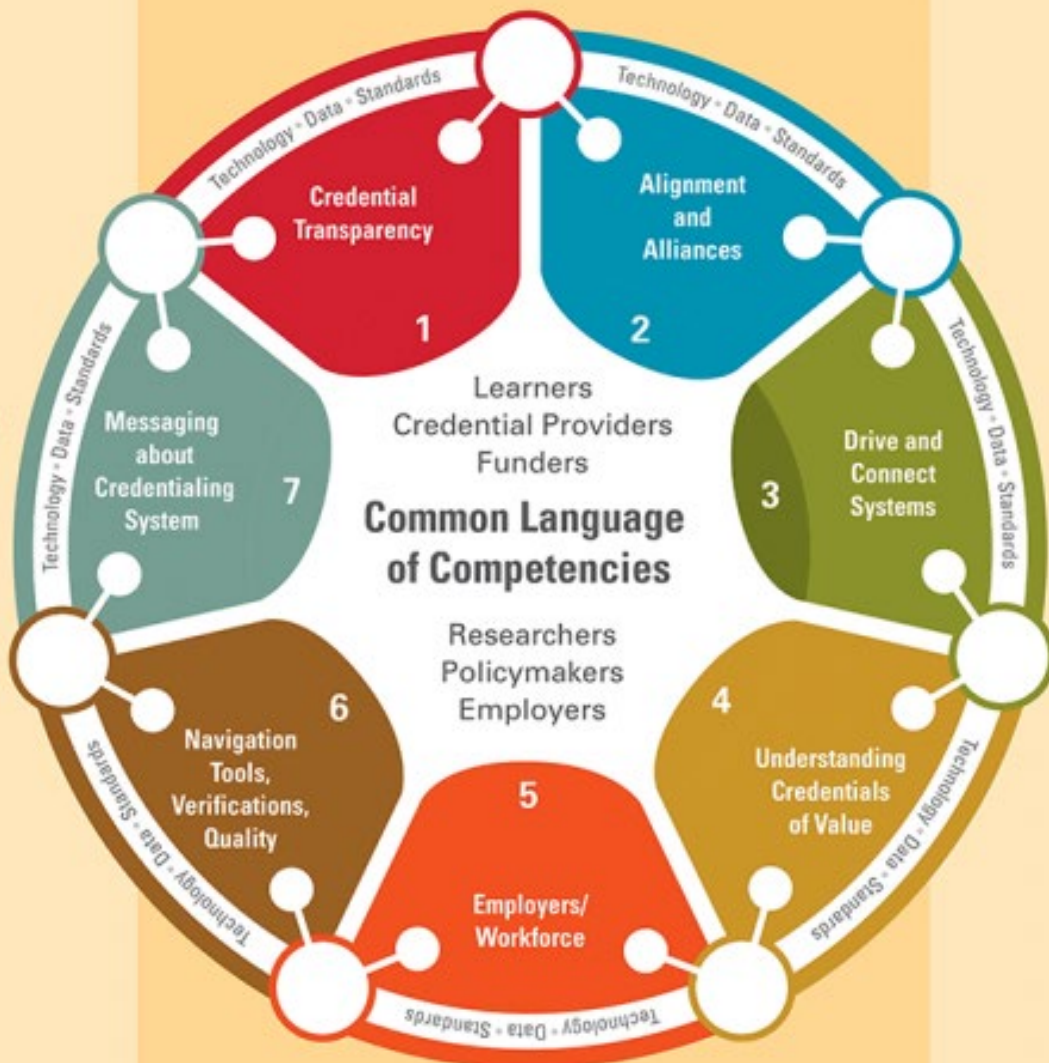 Technology • Data • Standards
Credential
Transparency
1
Technology • Data • Standards
Alignment
and
Alliances
2
Technology • Data • Standards
Drive and
Connect
Systems
3
Technology • Data • Standards
Understanding
Credentials
of Value
4
Technology • Data • Standards
Employers/
Workforce
5
Technology • Data • Standards
Navigation
Tools,
Verifications,
Quality
6
Technology • Data • Standards
Messaging
about
Credentialing
System
7
Learners
Credential Providers
Funders
Common Language
of Competencies
Researchers
Policymakers
Employers